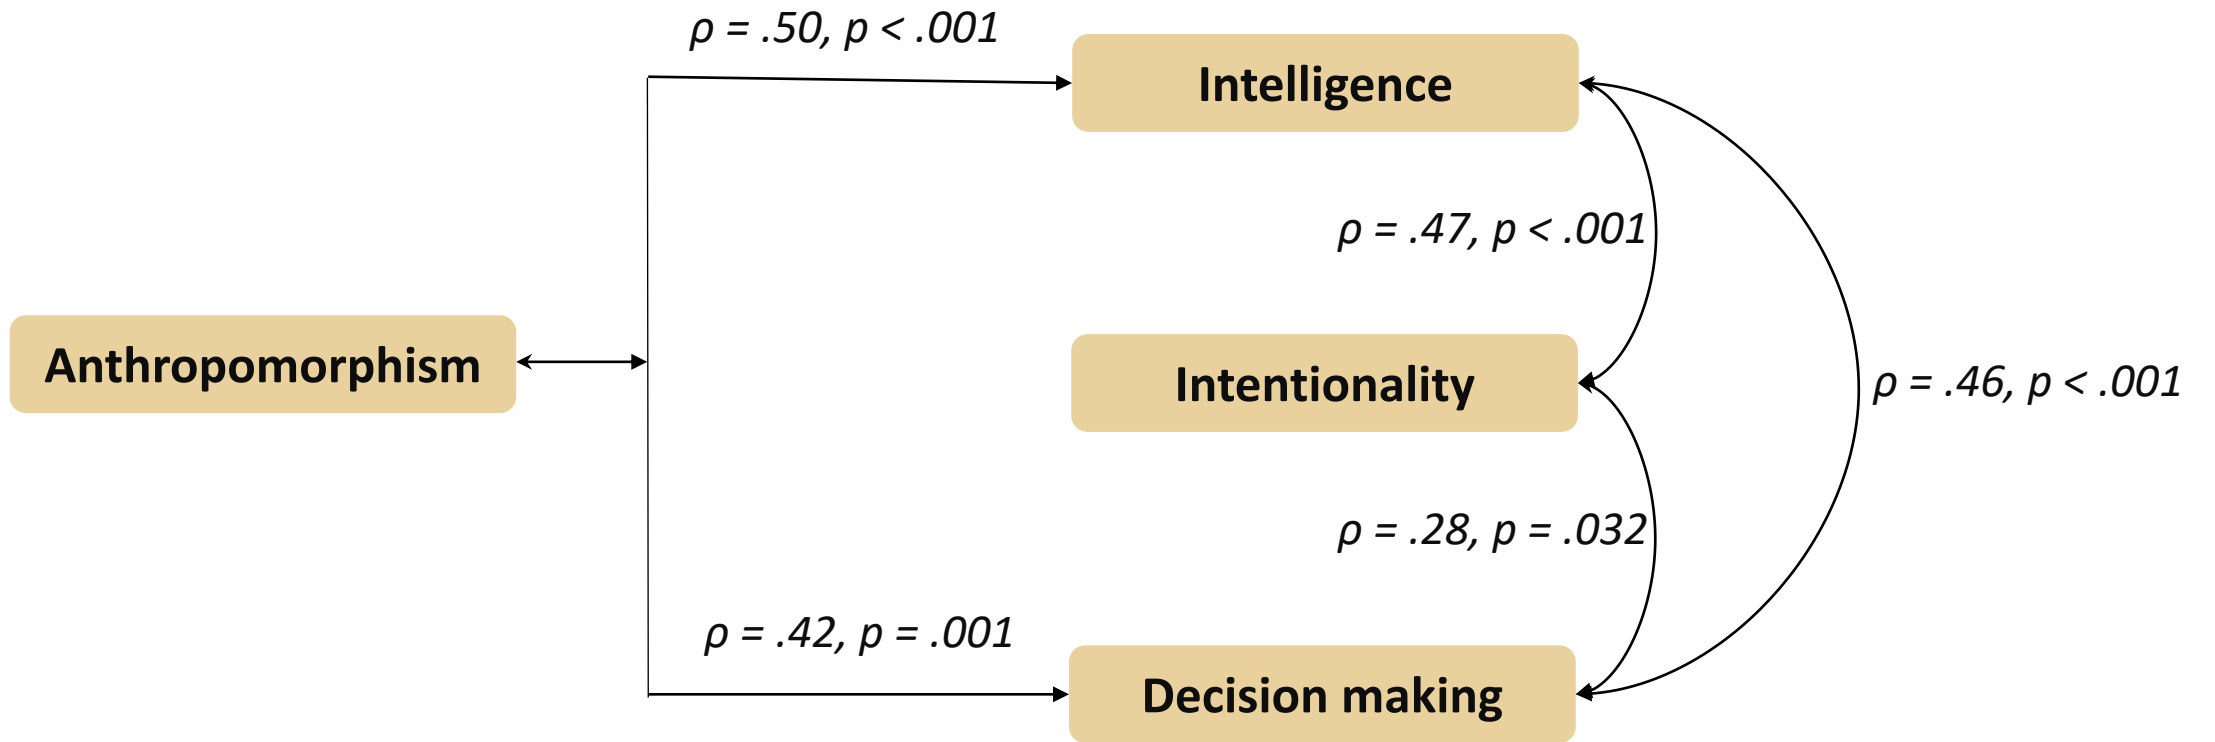 ρ = .50, p < .001
Intelligence
ρ = .47, p < .001
Anthropomorphism
Intentionality
ρ = .46, p < .001
ρ = .28, p = .032
ρ = .42, p = .001
Decision making